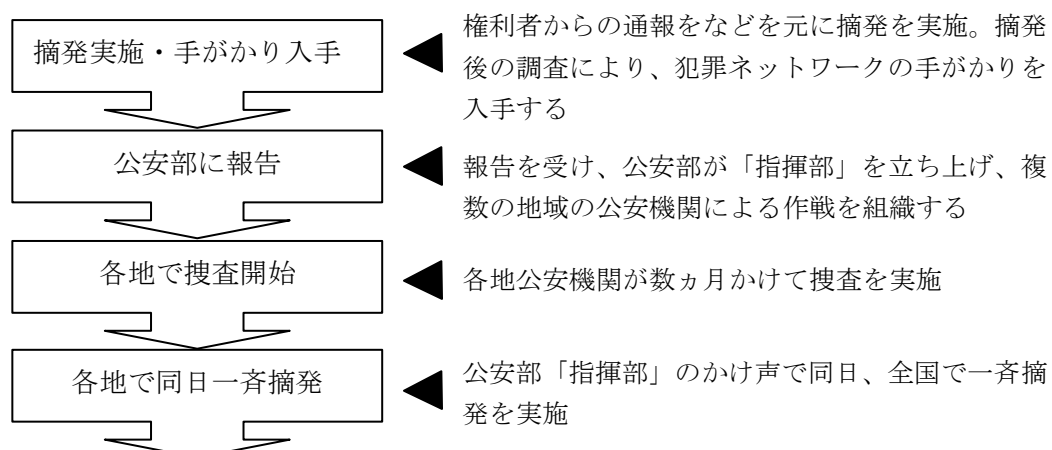 摘発実施・手がかり入手
権利者からの通報をなどを元に摘発を実施。摘発
後の調査により、犯罪ネットワークの手がかりを
入手する
公安部に報告
報告を受け、公安部が「指揮部」を立ち上げ、複
数の地域の公安機関による作戦を組織する
各地で捜査開始
各地公安機関が数ヵ月かけて捜査を実施
各地で同日一斉摘発
公安部「指揮部」のかけ声で同日、全国で一斉摘
発を実施